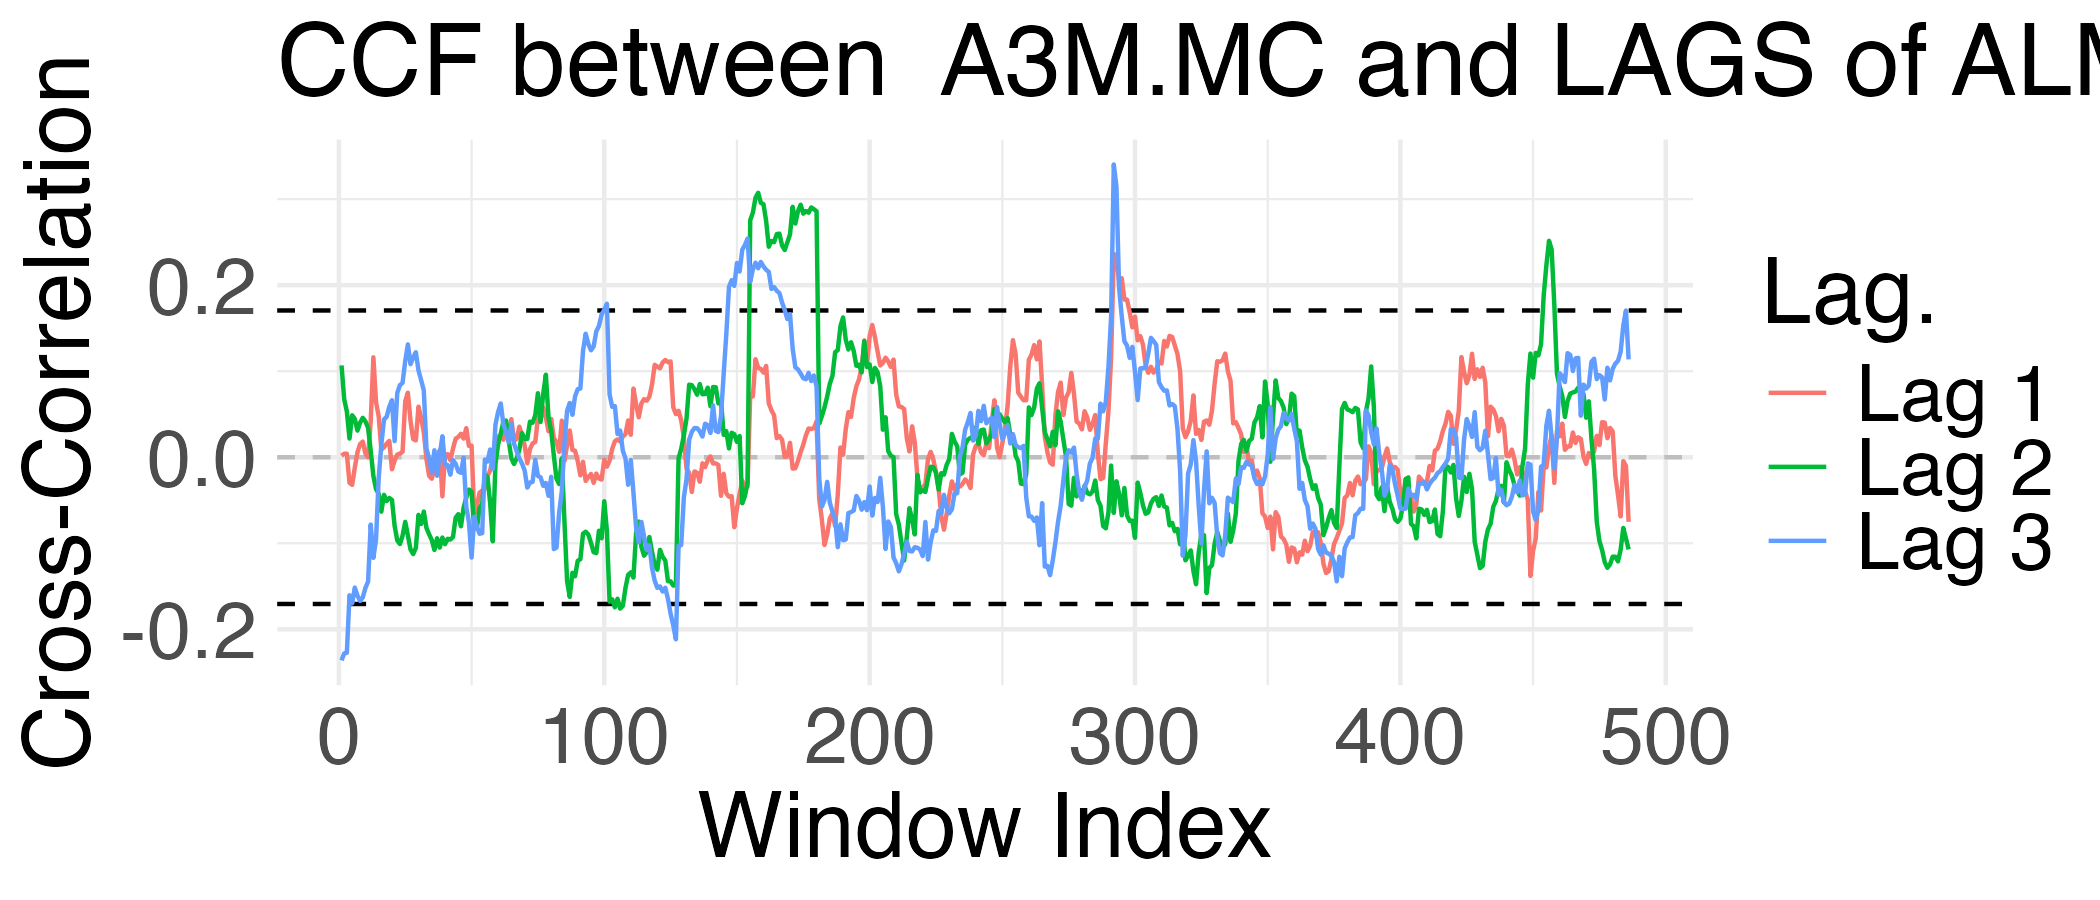 CCF between A3M.MC and LAGS of ALM
Cross-Correlation
0.2
0.0
-0.2
0
100
200
300
400
500
Window Index
Lag.
Lag 1
Lag 2
Lag 3